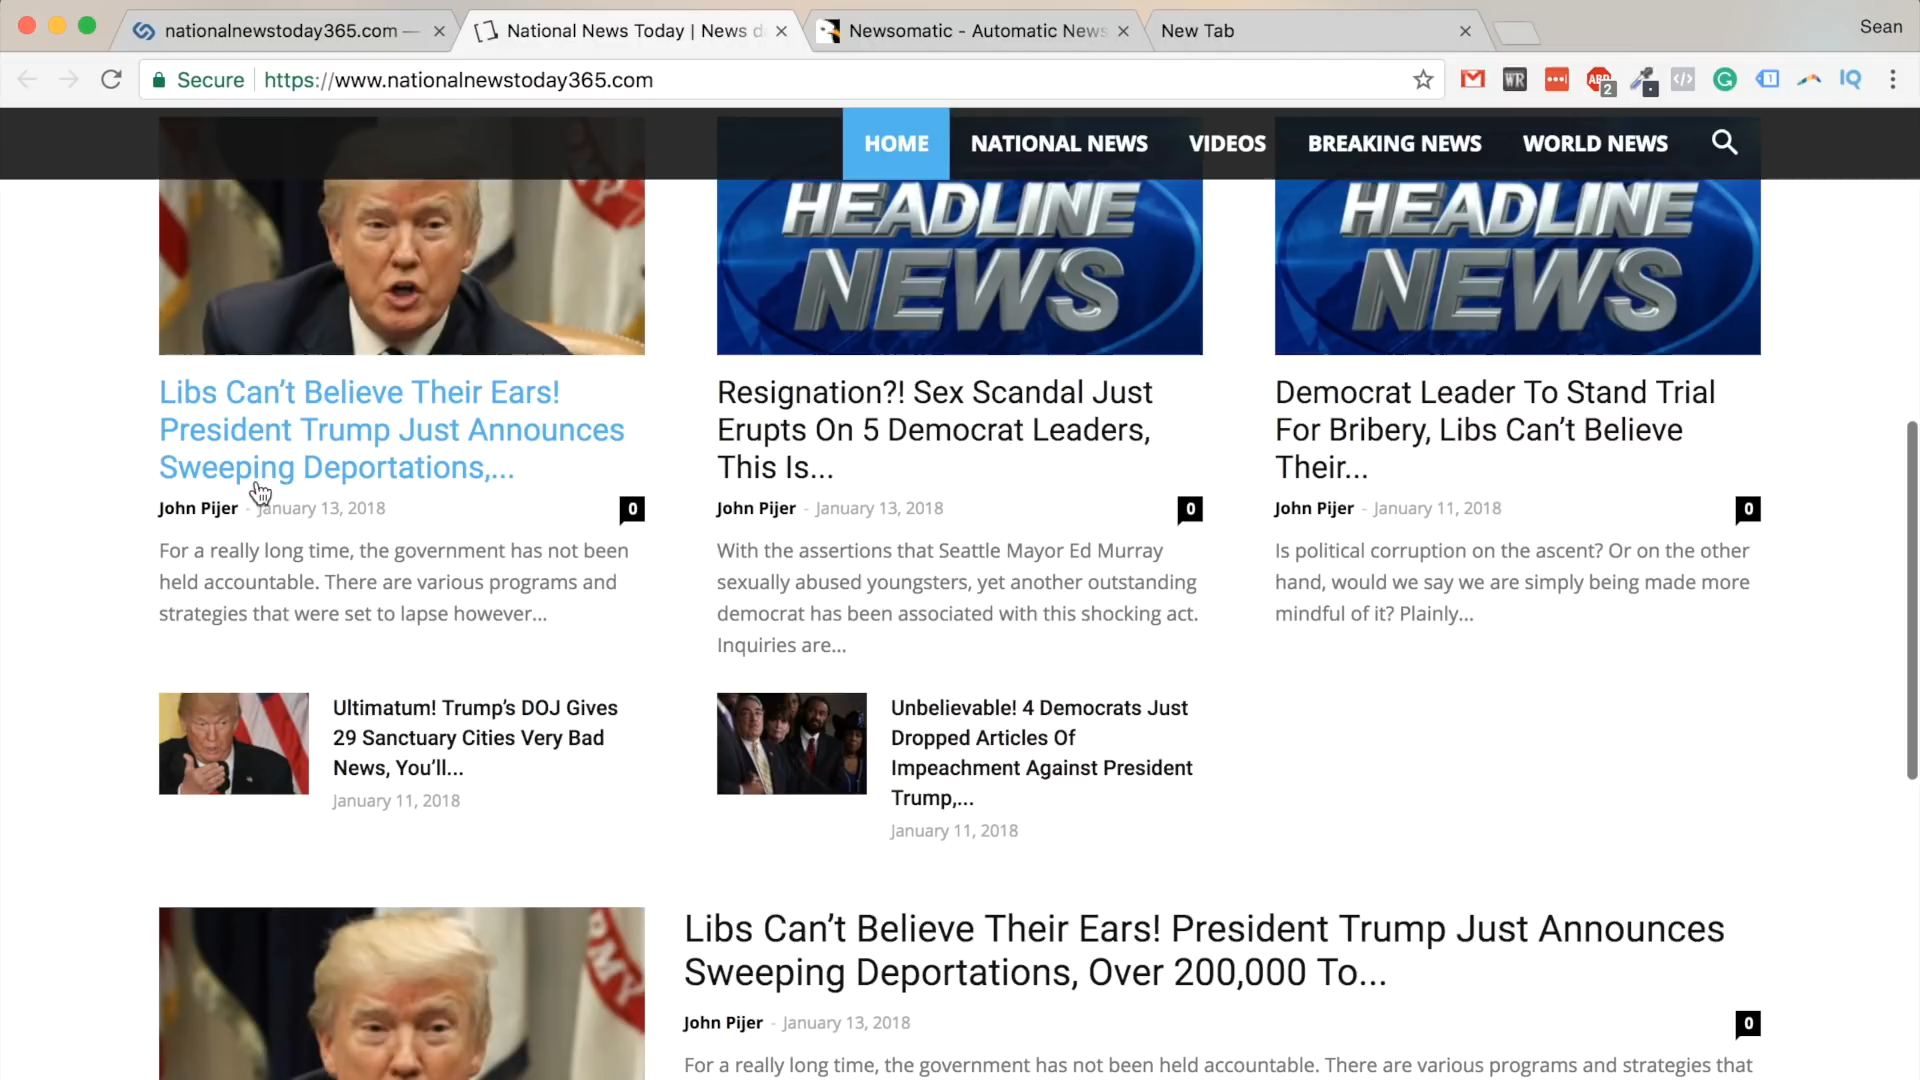 nationalnewstoday365.com —
National News Today | News d
Newsomatic - Automatic News
New Tab
Sean
Secure
https://www.nationalnewstoday365.com
WR
ABP
2
1
IQ
HOME
NATIONAL NEWS
VIDEOS
BREAKING NEWS
WORLD NEWS
HEADLINE
NEWS
HEADLINE
NEWS
Libs Can’t Believe Their Ears!
President Trump Just Announces
Sweeping Deportations,...
John Pijer - January 13, 2018
0
For a really long time, the government has not been
held accountable. There are various programs and
strategies that were set to lapse however...
Resignation?! Sex Scandal Just
Erupts On 5 Democrat Leaders,
This Is...
John Pijer - January 13, 2018
0
With the assertions that Seattle Mayor Ed Murray
sexually abused youngsters, yet another outstanding
democrat has been associated with this shocking act.
Inquiries are...
Democrat Leader To Stand Trial
For Bribery, Libs Can’t Believe
Their...
John Pijer - January 11, 2018
0
Is political corruption on the ascent? Or on the other
hand, would we say we are simply being made more
mindful of it? Plainly...
Ultimatum! Trump’s DOJ Gives
29 Sanctuary Cities Very Bad
News, You’ll...
January 11, 2018
Unbelievable! 4 Democrats Just
Dropped Articles Of
Impeachment Against President
Trump,...
January 11, 2018
Libs Can’t Believe Their Ears! President Trump Just Announces
Sweeping Deportations, Over 200,000 To...
John Pijer - January 13, 2018
0
For a really long time, the government has not been held accountable. There are various programs and strategies that